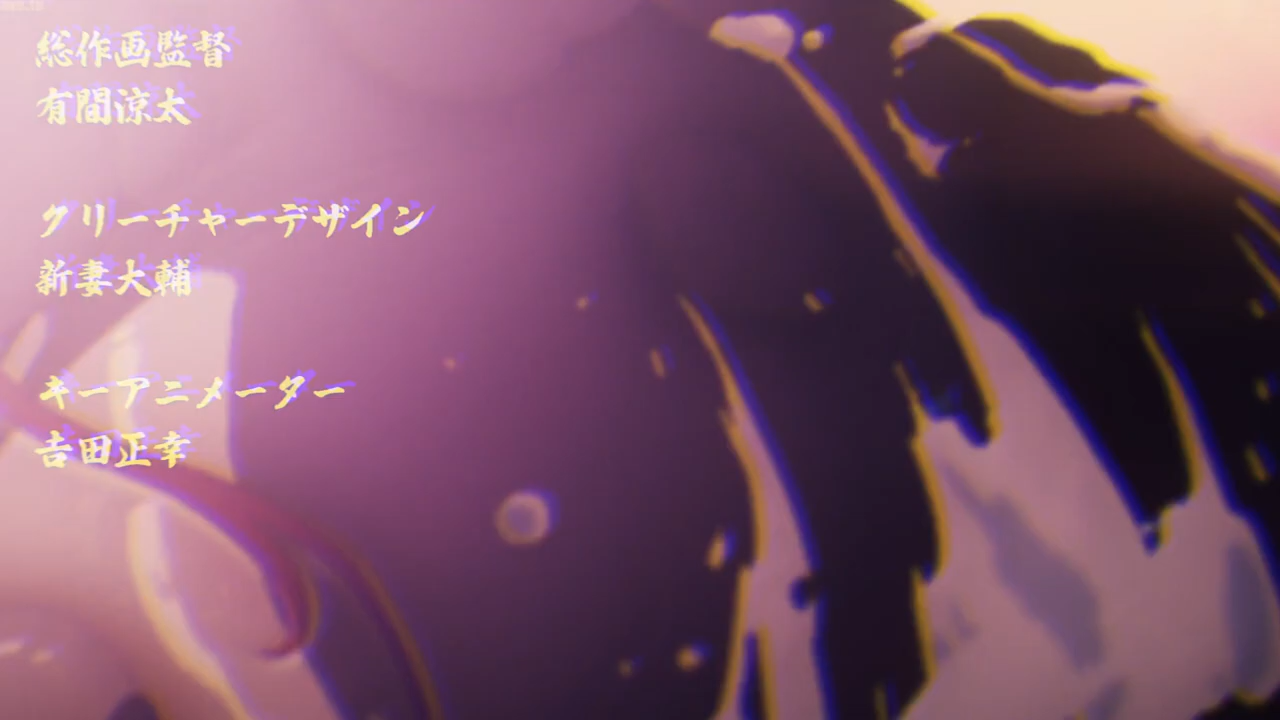 総作画監督
有間涼太
クリーチャーデザイン
新妻大輔
キーアニメーター
𠮷田正幸